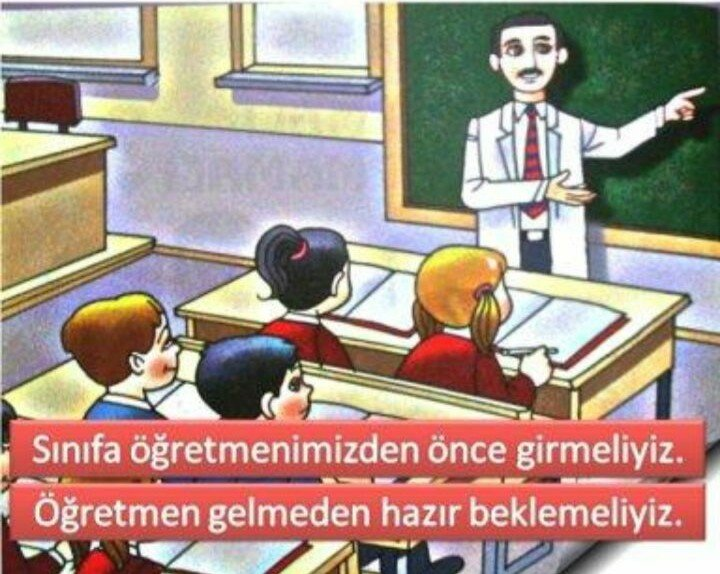 Sınıfa öğretmenimizden önce girmeliyiz.
Öğretmen gelmeden hazır beklemeliyiz.